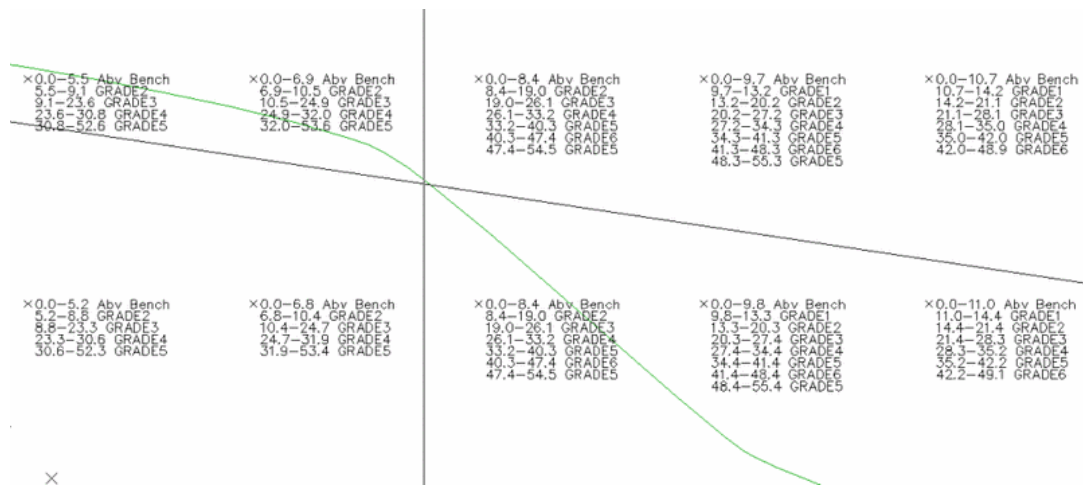 ×0.0–5.5 Abv Bench
5.5–9.1 GRADE2
9.1–23.6 GRADE3
23.6–30.8 GRADE4
30.8–52.6 GRADE5
×0.0–6.9 Abv Bench
6.9–10.5 GRADE2
10.5–24.9 GRADE3
24.9–32.0 GRADE4
32.0–53.6 GRADE5
×0.0–8.4 Abv Bench
8.4–19.0 GRADE2
19.0–26.1 GRADE3
26.1–33.2 GRADE4
33.2–40.3 GRADE5
40.3–47.4 GRADE6
47.4–54.5 GRADE5
×0.0–9.7 Abv Bench
9.7–13.2 GRADE1
13.2–20.2 GRADE2
20.2–27.2 GRADE3
27.2–34.3 GRADE4
34.3–41.3 GRADE5
41.3–48.3 GRADE6
48.3–55.3 GRADE5
×0.0–10.7 Abv Bench
10.7–14.2 GRADE1
14.2–21.1 GRADE2
21.1–28.1 GRADE3
28.1–35.0 GRADE4
35.0–42.0 GRADE5
42.0–48.9 GRADE6
×0.0–5.2 Abv Bench
5.2–8.8 GRADE2
8.8–23.3 GRADE3
23.3–30.6 GRADE4
30.6–52.3 GRADE5
×0.0–6.8 Abv Bench
6.8–10.4 GRADE2
10.4–24.7 GRADE3
24.7–31.9 GRADE4
31.9–53.4 GRADE5
×0.0–8.4 Abv Bench
8.4–19.0 GRADE2
19.0–26.1 GRADE3
26.1–33.2 GRADE4
33.2–40.3 GRADE5
40.3–47.4 GRADE6
47.4–54.5 GRADE5
×0.0–9.8 Abv Bench
9.8–13.3 GRADE1
13.3–20.3 GRADE2
20.3–27.4 GRADE3
27.4–34.4 GRADE4
34.4–41.4 GRADE5
41.4–48.4 GRADE6
48.4–55.4 GRADE5
×0.0–11.0 Abv Bench
11.0–14.4 GRADE1
14.4–21.4 GRADE2
21.4–28.3 GRADE3
28.3–35.2 GRADE4
35.2–42.2 GRADE5
42.2–49.1 GRADE6